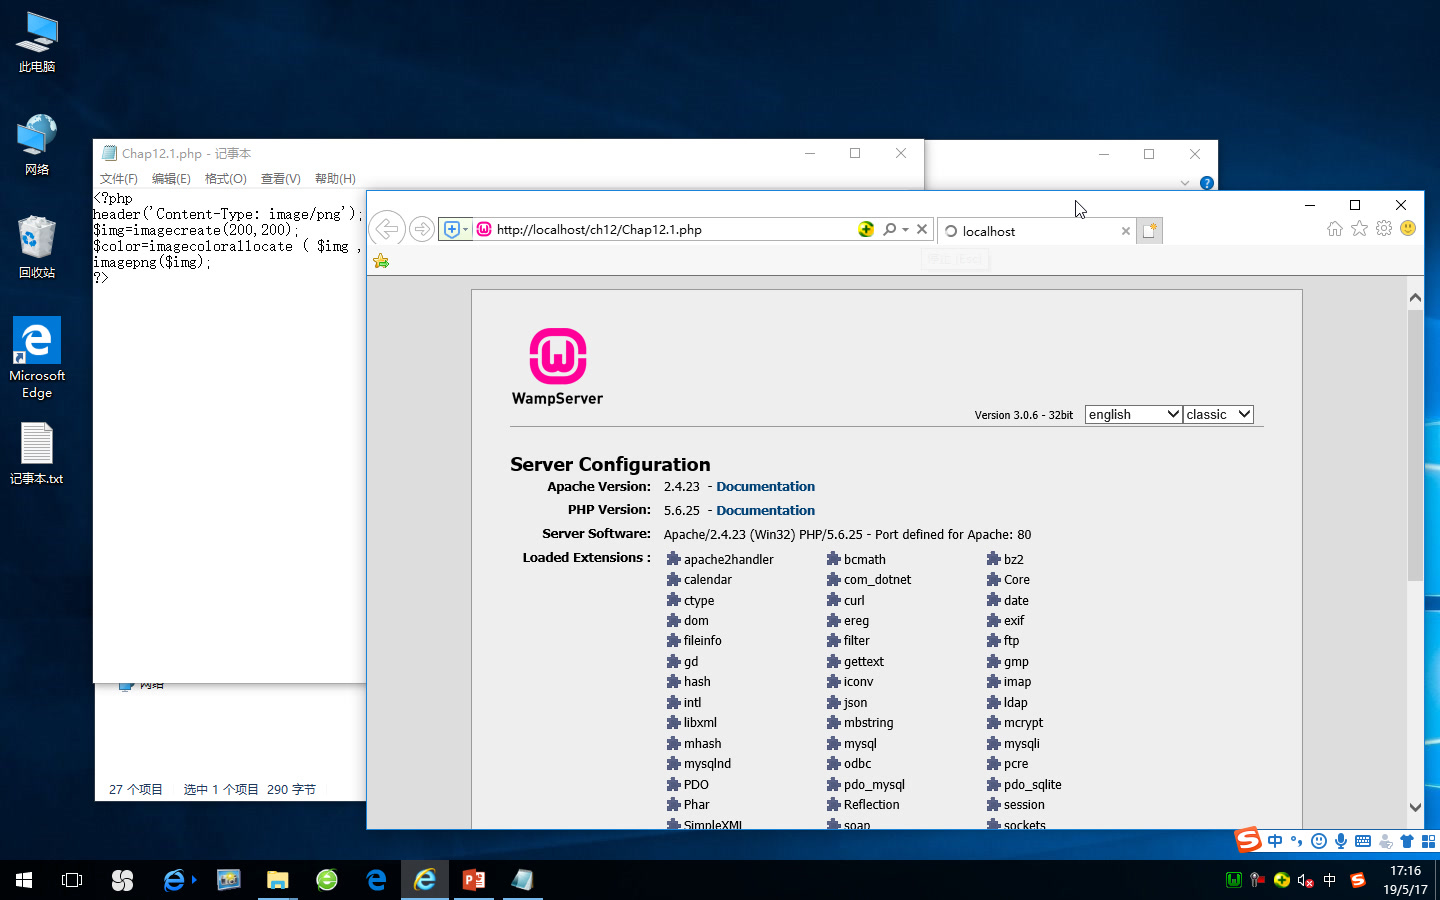 此电脑
网络
回收站
Microsoft
Edge
记事本.txt
Chap12.1.php - 记事本
文件(F) 编辑(E) 格式(O) 查看(V) 帮助(H)
<?php
header('Content-Type: image/png');
$img=imagecreate(200,200);
$color=imagecolorallocate ( $img ,
imagepng($img);
?>
网络
27 个项目 选中 1 个项目 290 字节
http://localhost/ch12/Chap12.1.php
localhost
停止 (Esc)
WampServer
Version 3.0.6 - 32bit english classic
Server Configuration
Apache Version: 2.4.23 - Documentation
PHP Version: 5.6.25 - Documentation
Server Software: Apache/2.4.23 (Win32) PHP/5.6.25 - Port defined for Apache: 80
Loaded Extensions : apache2handler bcmath bz2
calendar com_dotnet Core
ctype curl date
dom ereg exif
fileinfo filter ftp
gd gettext gmp
hash iconv imap
intl json ldap
libxml mbstring mcrypt
mhash mysql mysqli
mysqlnd odbc pcre
PDO pdo_mysql pdo_sqlite
Phar Reflection session
SimpleXML soap sockets
中
中
17:16
19/5/17